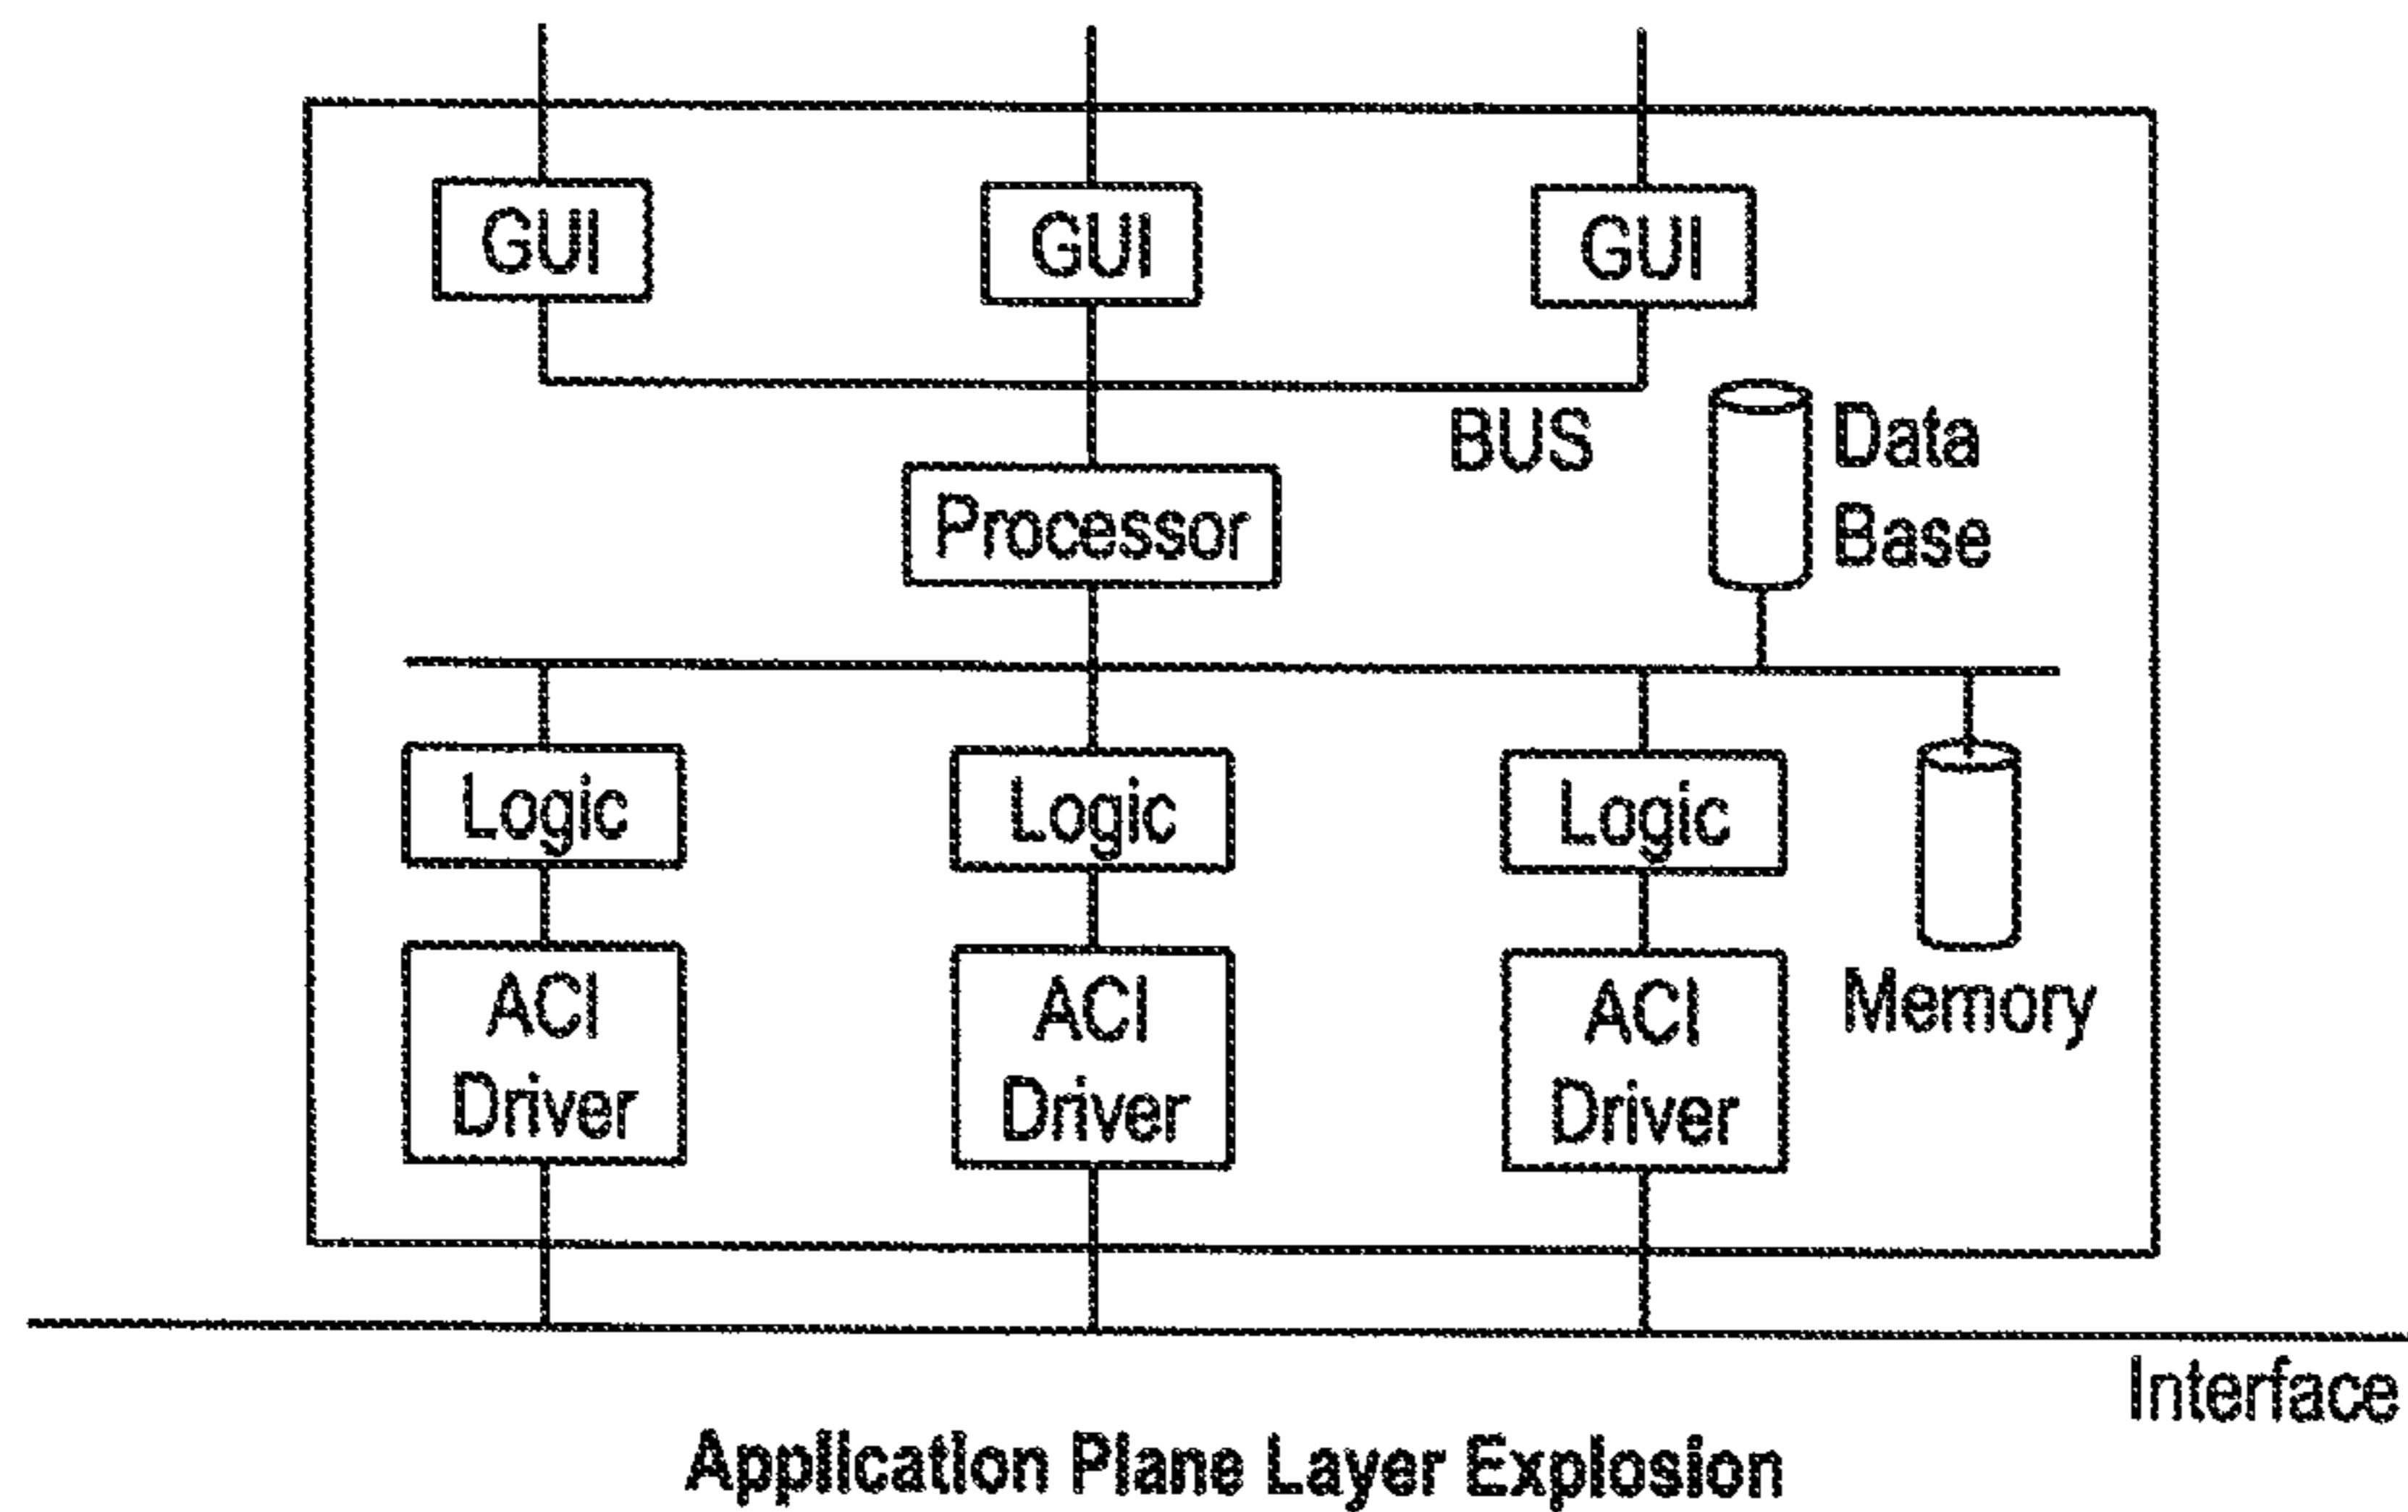 GUI
GUI
GUI
BUS
Data
Base
Processor
Logic
Logic
Logic
ACI
Driver
ACI
Driver
ACI
Driver
Memory
Interface
Application Plane Layer Explosion